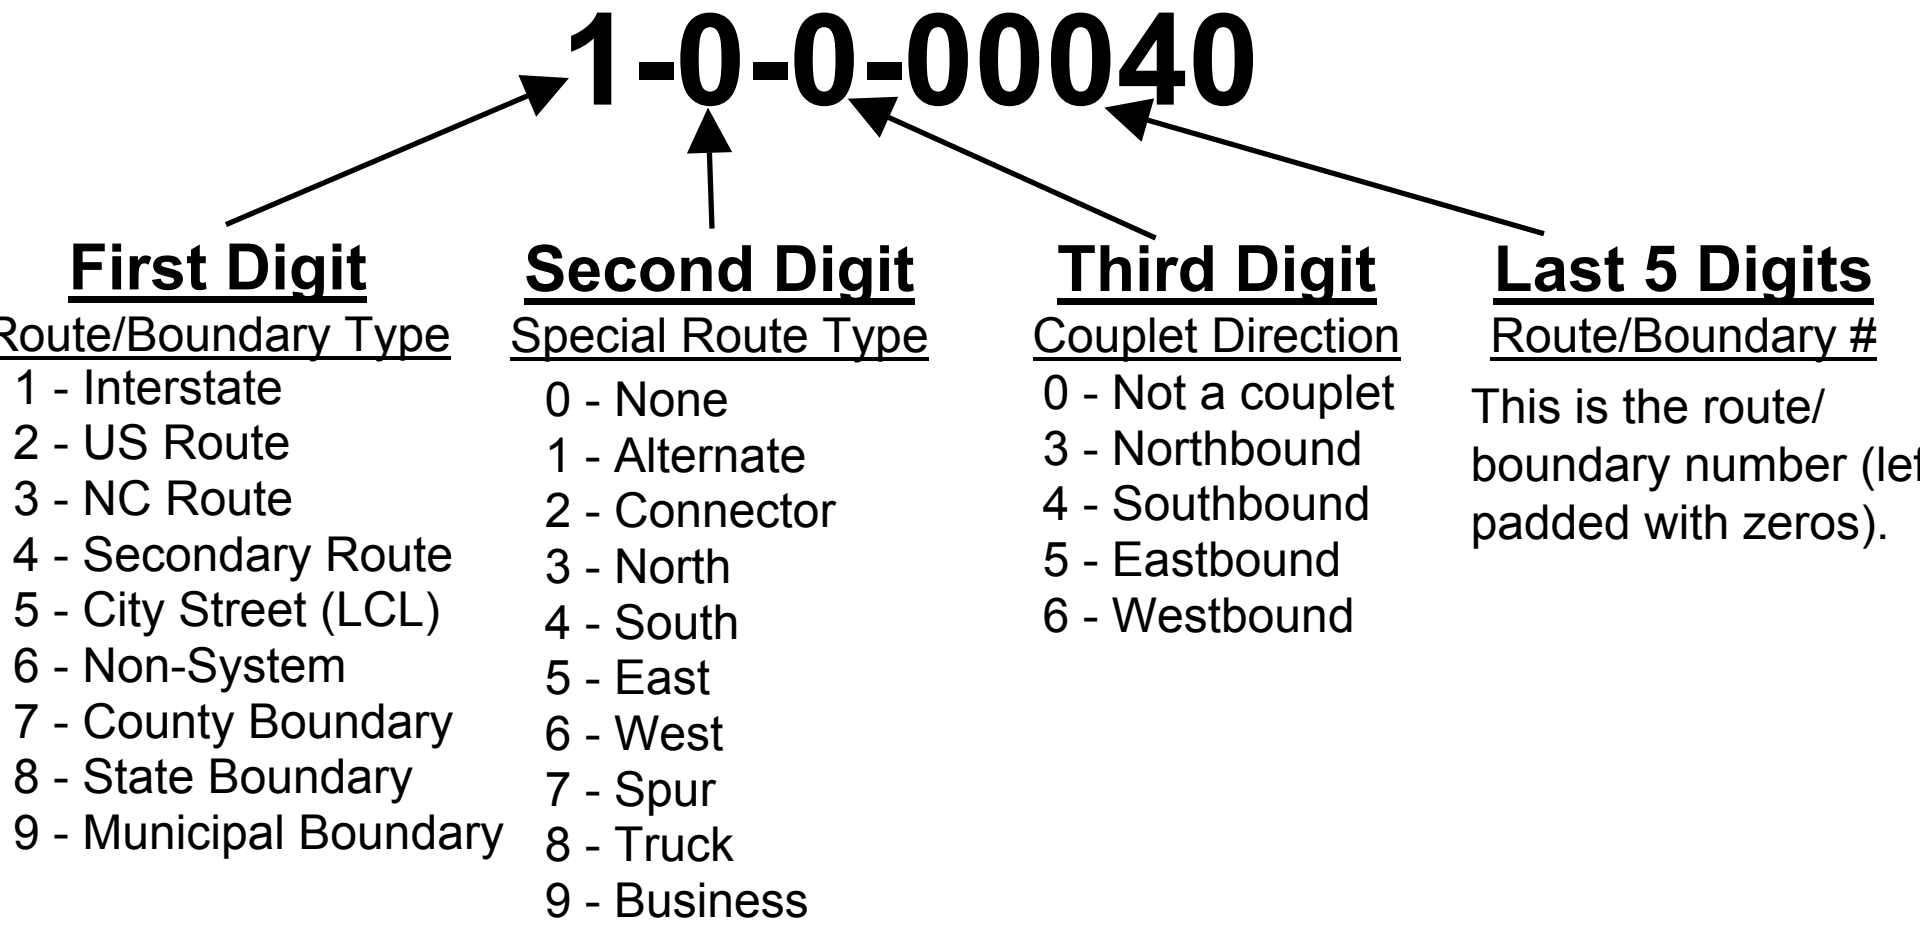 1-0-0-00040
First Digit
Route/Boundary Type
1 - Interstate
2 - US Route
3 - NC Route
4 - Secondary Route
5 - City Street (LCL)
6 - Non-System
7 - County Boundary
8 - State Boundary
9 - Municipal Boundary
Second Digit
Special Route Type
0 - None
1 - Alternate
2 - Connector
3 - North
4 - South
5 - East
6 - West
7 - Spur
8 - Truck
9 - Business
Third Digit
Couplet Direction
0 - Not a couplet
3 - Northbound
4 - Southbound
5 - Eastbound
6 - Westbound
Last 5 Digits
Route/Boundary #
This is the route/
boundary number (lef
padded with zeros).